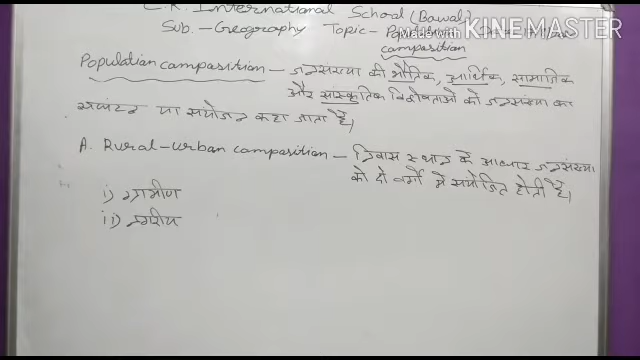 C.R. International School (Bawal)
Sub. - Geography Topic - Population
composition
Made with KINEMASTER
Population composition - जनसंख्या की भौतिक, आर्थिक, सामाजिक
और सांस्कृतिक विशेषताओं को जनसंख्या का
या संयोजन कहा जाता है।
A. Rural-urban composition - निवास स्थान के आधार जनसंख्या
को दो वर्गों में संयोजित होती है।
i) ग्रामीण
ii) नगरीय